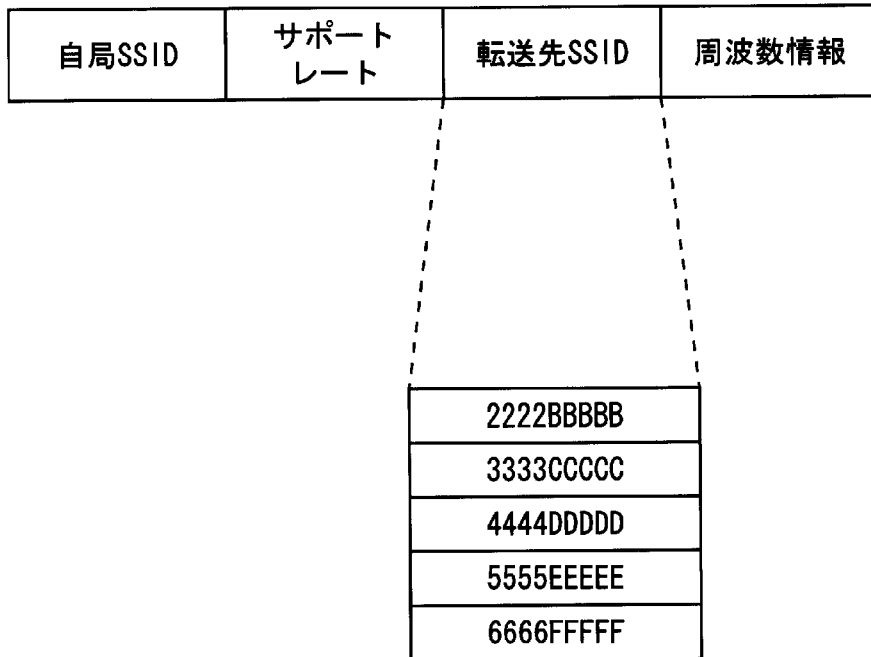 自局SSID
サポート
レート
転送先SSID
周波数情報
2222BBBBB
3333CCCCC
4444DDDDD
5555EEEEE
6666FFFFF